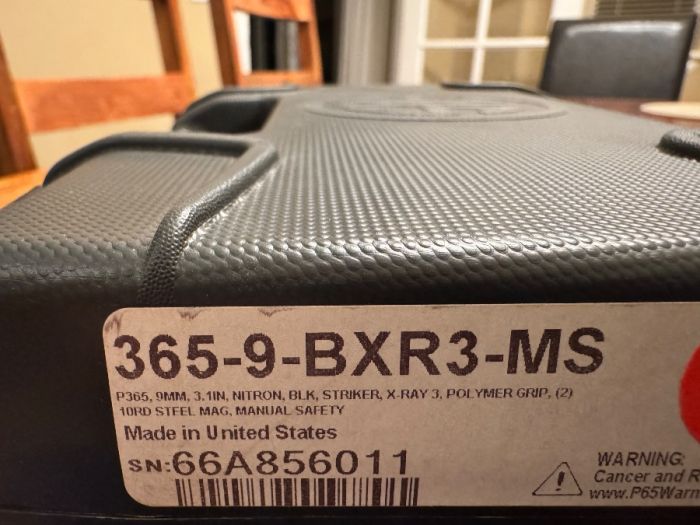 365-9-BXR3-MS
P365, 9MM, 3.1IN, NITRON, BLK, STRIKER, X-RAY 3, POLYMER GRIP, (2)
10RD STEEL MAG, MANUAL SAFETY
Made in United States
SN:66A856011
WARNING:
Cancer and R
www.P65Warn